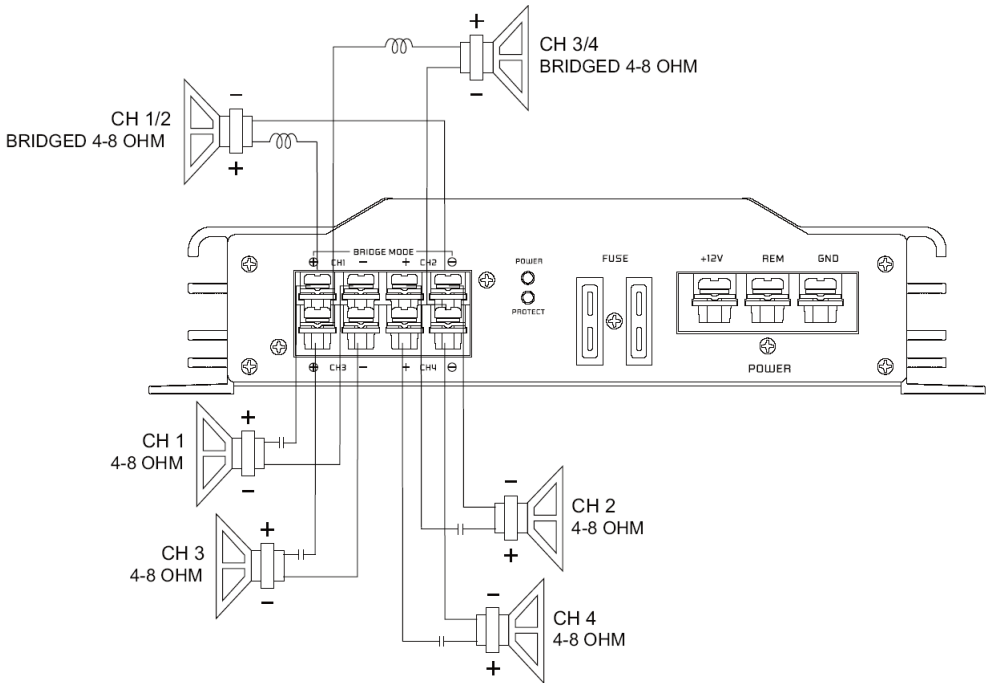 +
CH 3/4
BRIDGED 4-8 OHM
−
−
CH 1/2
BRIDGED 4-8 OHM
+
BRIDGE MODE
⊕ CH1 − + CH2 ⊖
POWER
PROTECT
FUSE
+12V REM GND
POWER
⊕ CH3 − + CH4 ⊖
+
CH 1
4-8 OHM
−
−
CH 2
4-8 OHM
+
+
CH 3
4-8 OHM
−
−
CH 4
4-8 OHM
+